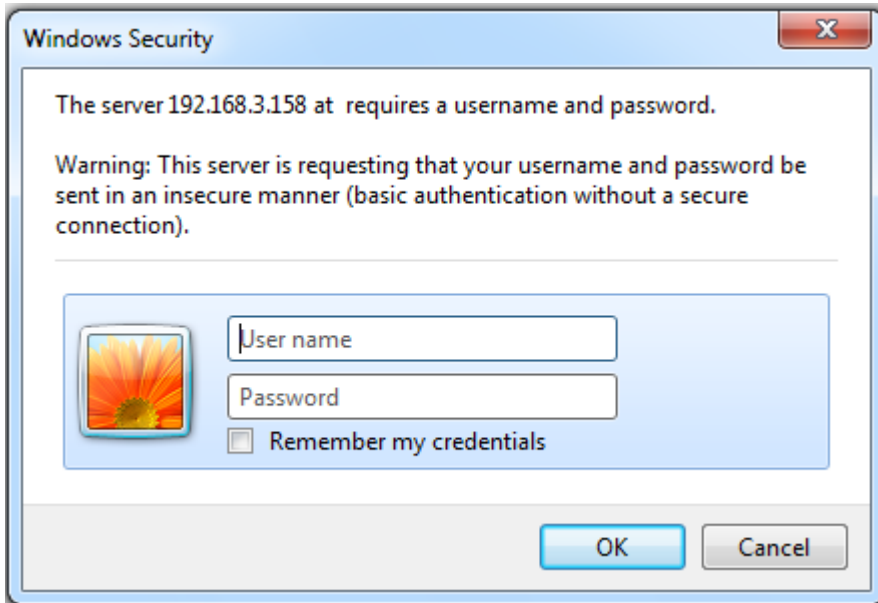 Windows Security
The server 192.168.3.158 at  requires a username and password.
Warning: This server is requesting that your username and password be
sent in an insecure manner (basic authentication without a secure
connection).
User name
Password
Remember my credentials
OK
Cancel